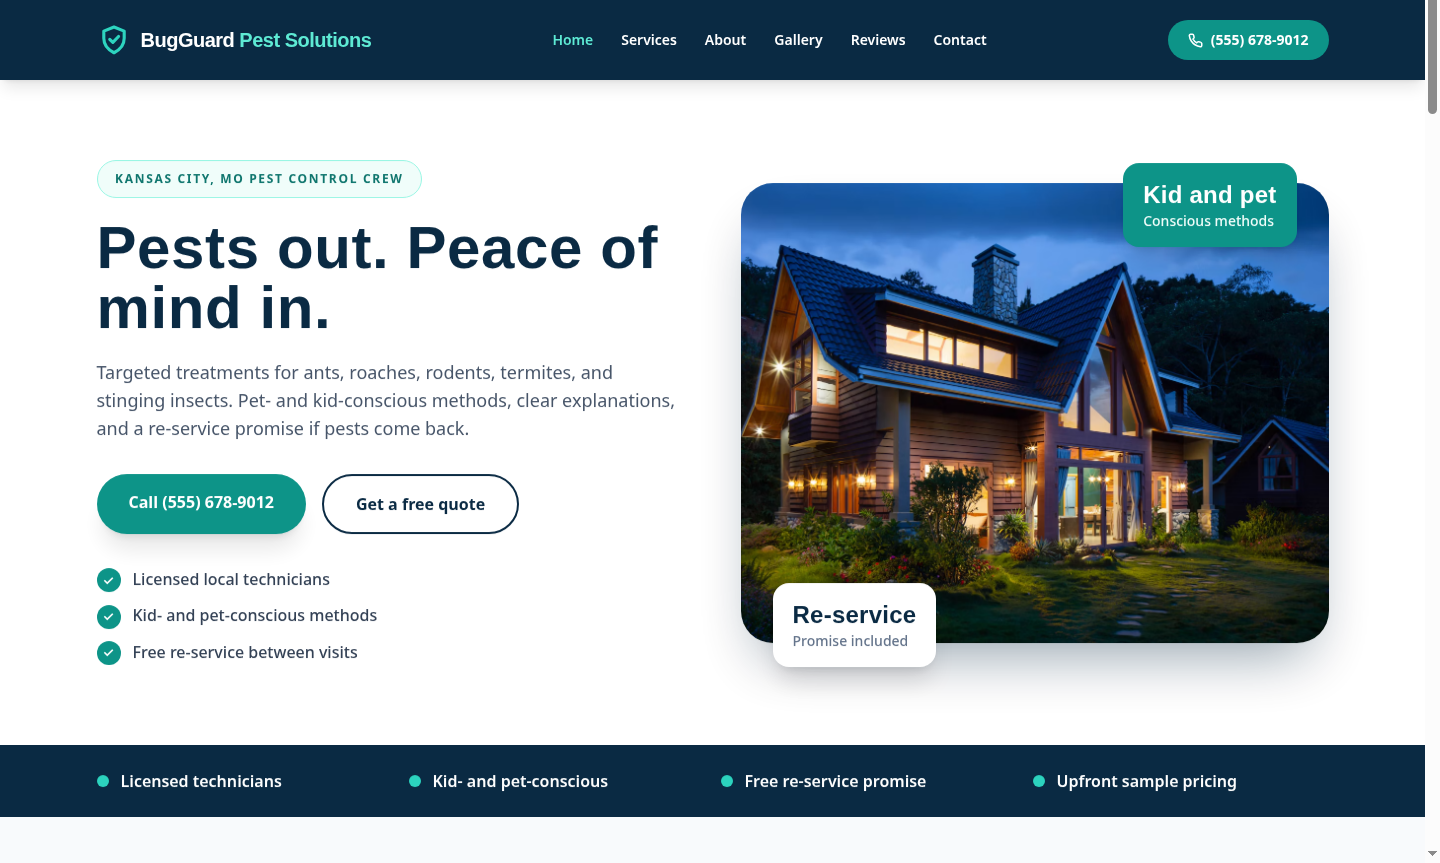 BugGuard Pest Solutions
Home
Services
About
Gallery
Reviews
Contact
(555) 678-9012
KANSAS CITY, MO PEST CONTROL CREW
Pests out. Peace of
mind in.
Targeted treatments for ants, roaches, rodents, termites, and
stinging insects. Pet- and kid-conscious methods, clear explanations,
and a re-service promise if pests come back.
Call (555) 678-9012
Get a free quote
Licensed local technicians
Kid- and pet-conscious methods
Free re-service between visits
Kid and pet
Conscious methods
Re-service
Promise included
Licensed technicians
Kid- and pet-conscious
Free re-service promise
Upfront sample pricing